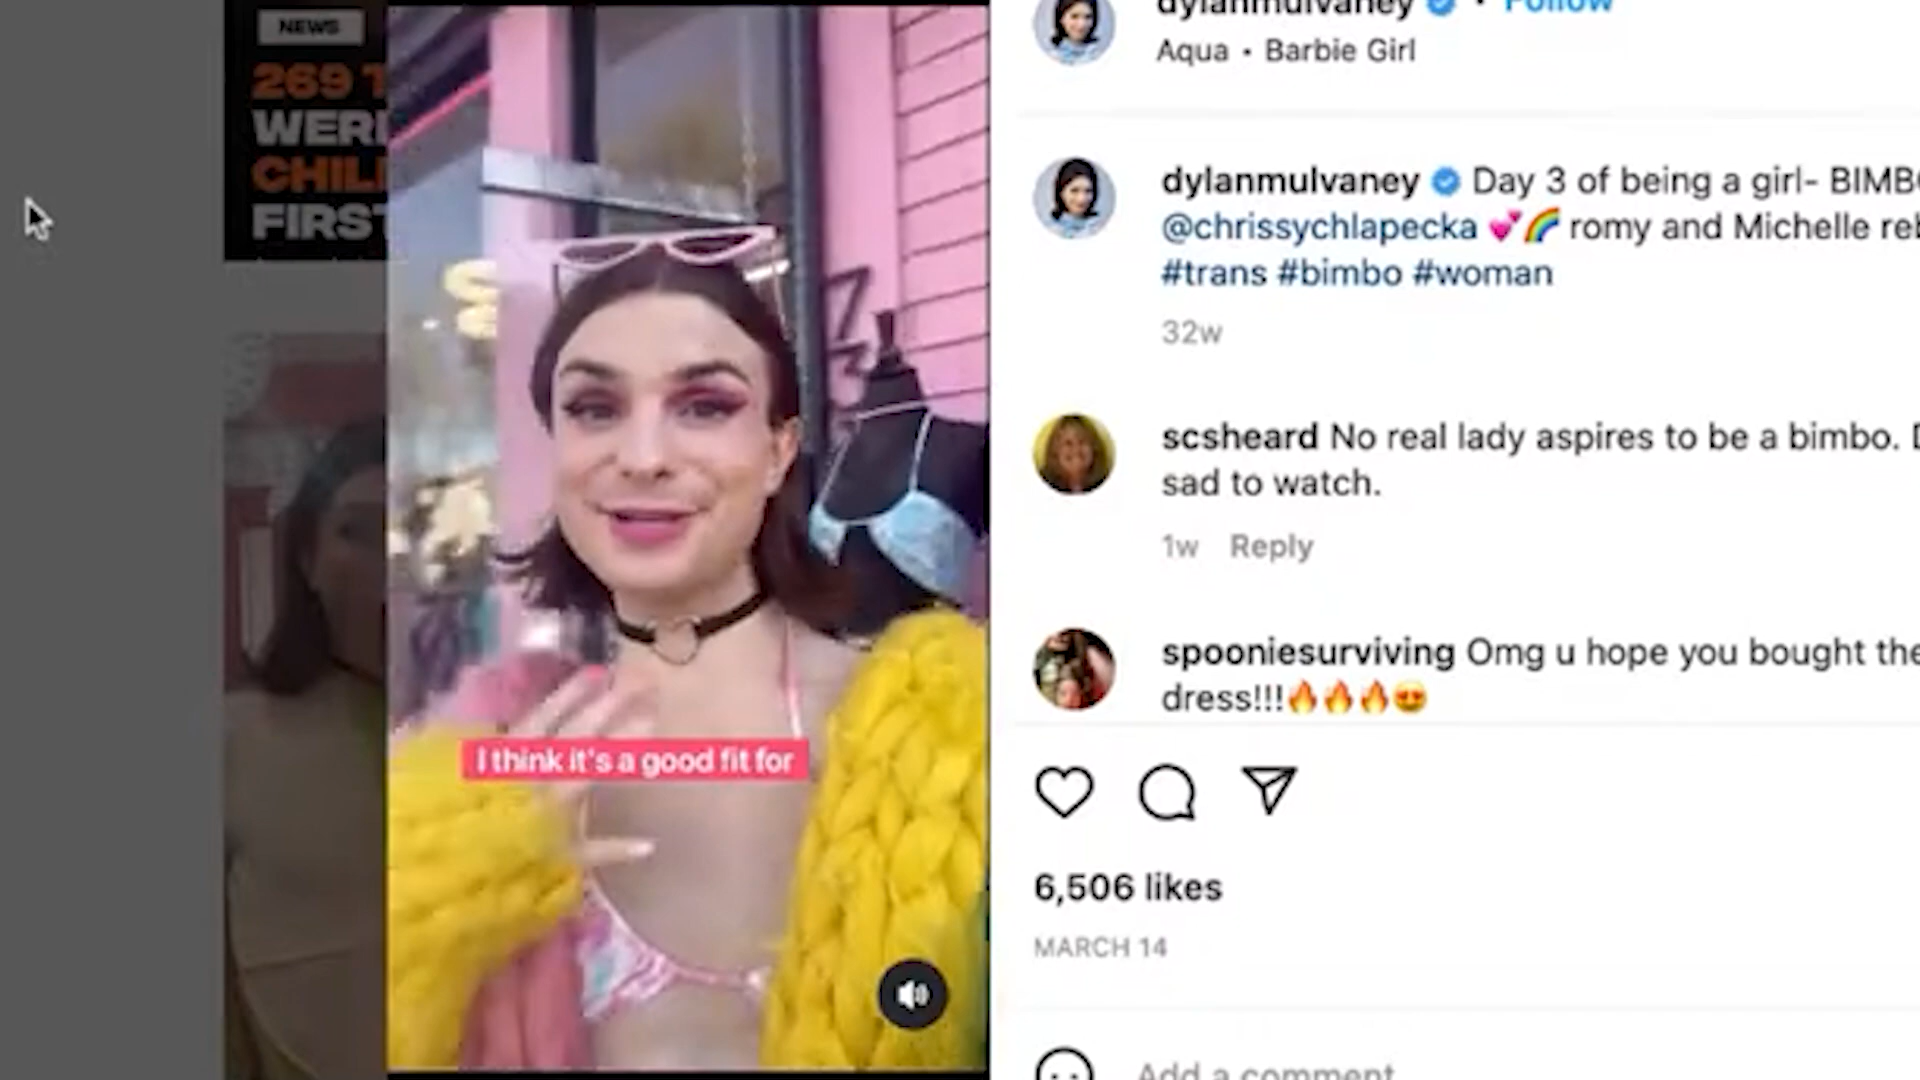 NEWS
269 T
WERE
CHIL
FIRST
dylanmulvaney • Follow
Aqua • Barbie Girl
dylanmulvaney Day 3 of being a girl- BIMBO
@chrissychlapecka 💕🌈 romy and Michelle reb
#trans #bimbo #woman
32w
scsheard No real lady aspires to be a bimbo. D
sad to watch.
1w Reply
spooniesurviving Omg u hope you bought the
dress!!!🔥🔥🔥😍
I think it's a good fit for
6,506 likes
MARCH 14
Add a comment